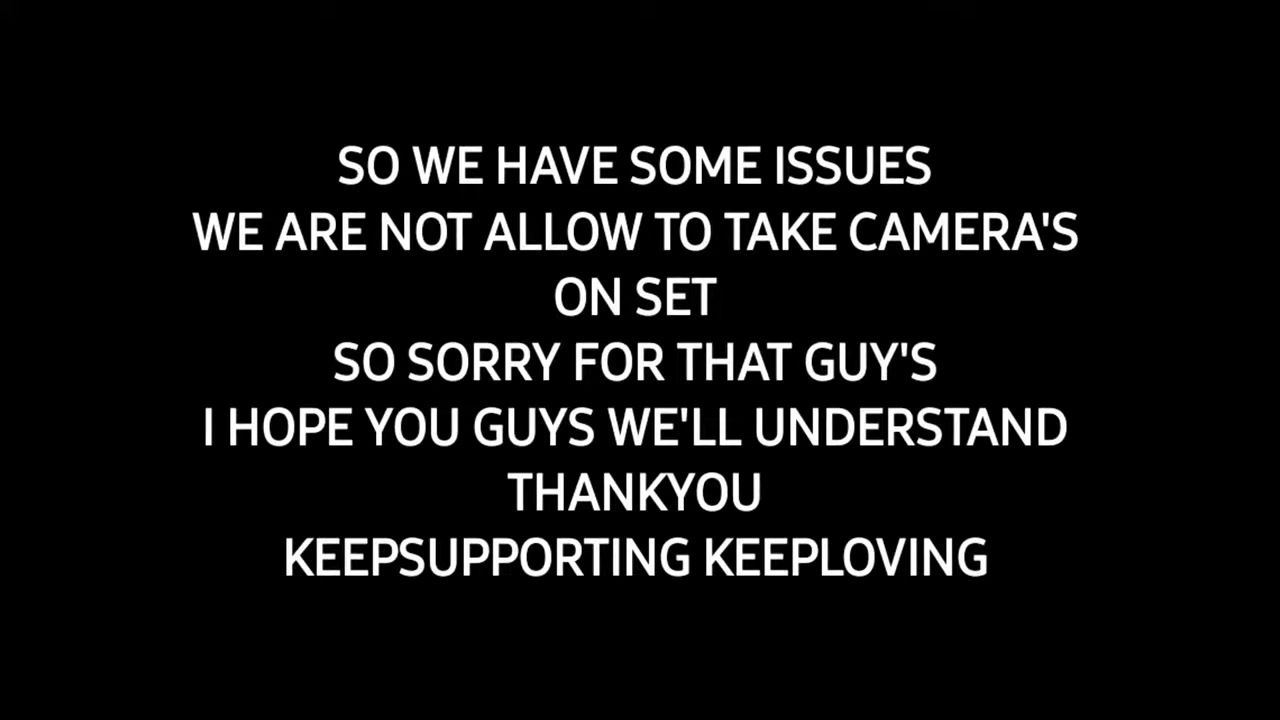 SO WE HAVE SOME ISSUES
WE ARE NOT ALLOW TO TAKE CAMERA'S
ON SET
SO SORRY FOR THAT GUY'S
I HOPE YOU GUYS WE'LL UNDERSTAND
THANKYOU
KEEPSUPPORTING KEEPLOVING